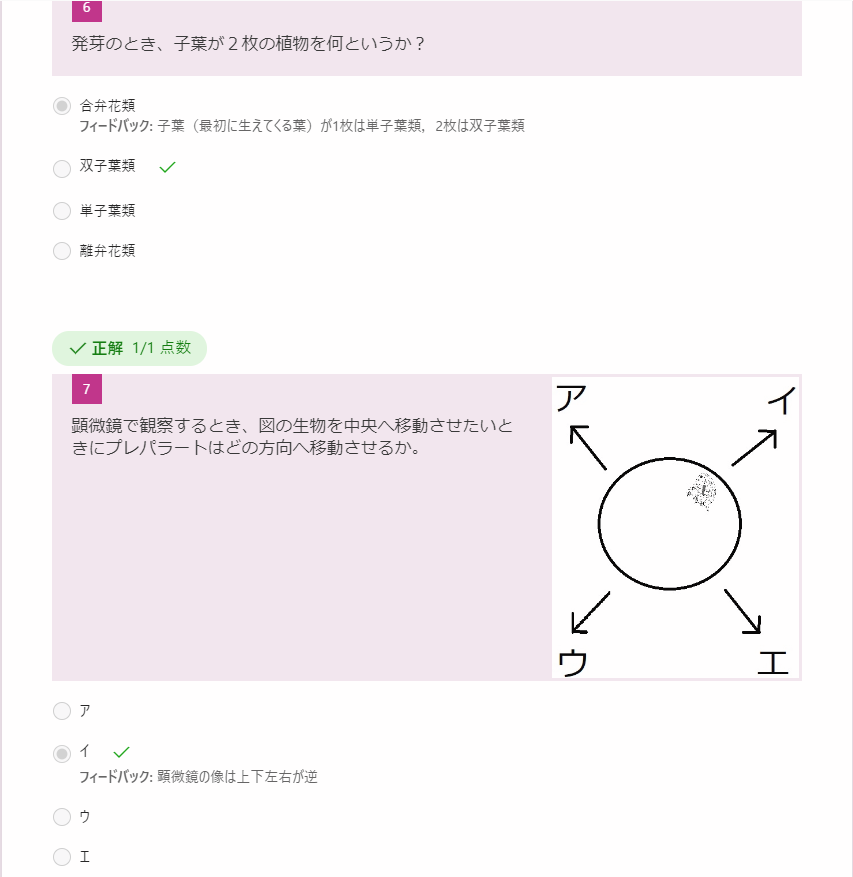 6
発芽のとき、子葉が２枚の植物を何というか？
合弁花類
フィードバック: 子葉（最初に生えてくる葉）が1枚は単子葉類，2枚は双子葉類
双子葉類
単子葉類
離弁花類
正解 1/1 点数
7
顕微鏡で観察するとき、図の生物を中央へ移動させたいと
きにプレパラートはどの方向へ移動させるか。
ア
イ
ウ
エ
ア
イ
フィードバック: 顕微鏡の像は上下左右が逆
ウ
エ